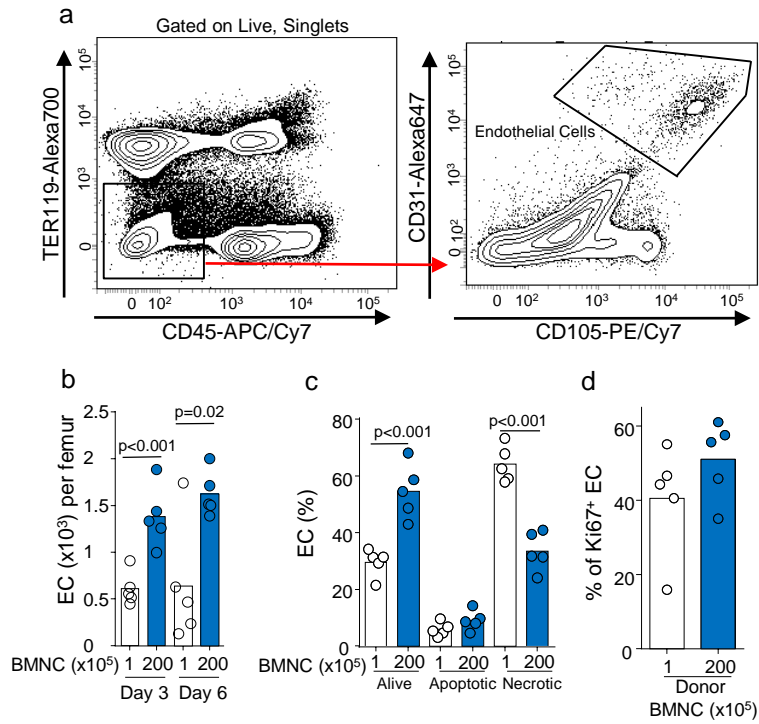 a
Gated on Live, Singlets
TER119-Alexa700
10⁵
10⁴
10³
0
0 10² 10³ 10⁴ 10⁵
CD45-APC/Cy7
CD31-Alexa647
10⁵
10⁴
10³
10²
0
Endothelial Cells
0 10² 10³ 10⁴ 10⁵
CD105-PE/Cy7
b
EC (x10³) per femur
2.5
2
1.5
1
0.5
0
p<0.001
p=0.02
BMNC (x10⁵) 1 200 1 200
Day 3 Day 6
c
EC (%)
80
60
40
20
0
p<0.001
p<0.001
BMNC (x10⁵) 1 200 1 200 1 200
Alive Apoptotic Necrotic
d
% of Ki67⁺ EC
60
40
20
0
1 200
Donor
BMNC (x10⁵)